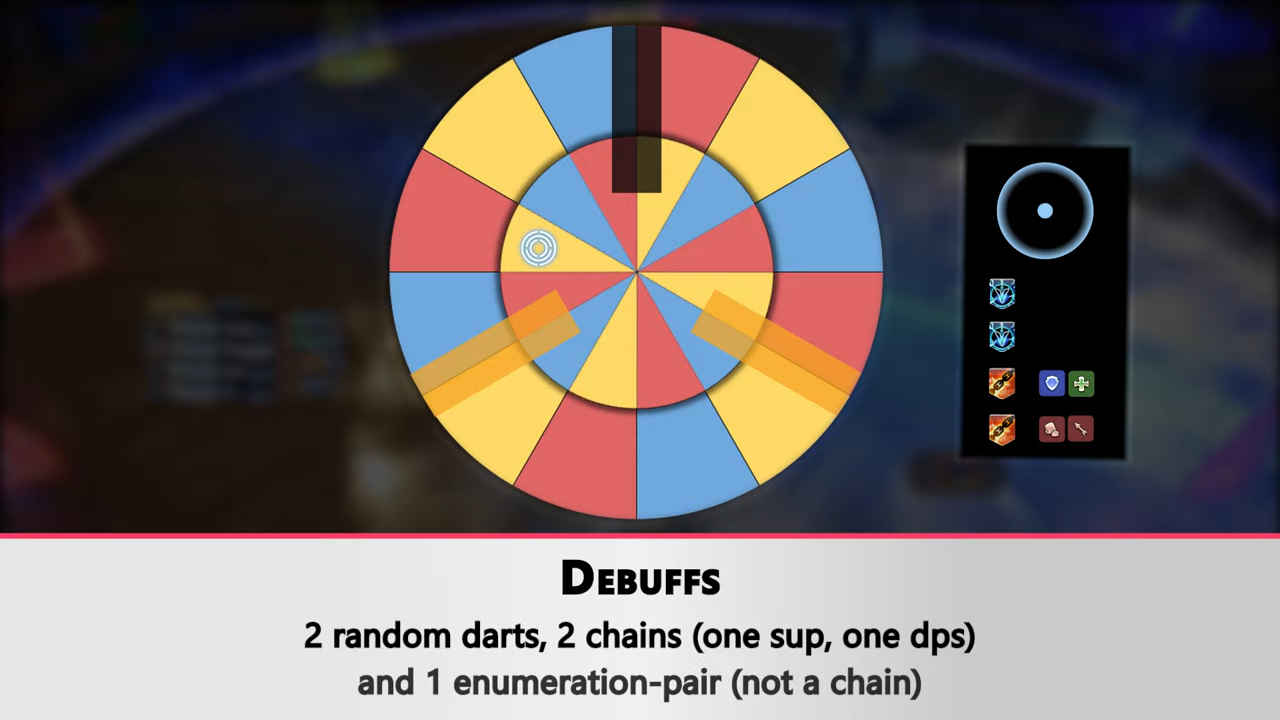 DEBUFFS
2 random darts, 2 chains (one sup, one dps)
and 1 enumeration-pair (not a chain)